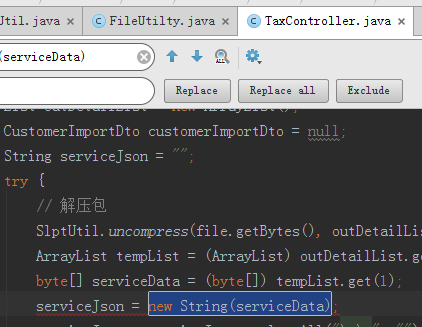 Util.java × FileUtilty.java × TaxController.java ×
(serviceData)
ALL
Replace Replace all Exclude
CustomerImportDto customerImportDto = null;
String serviceJson = "";
try {
// 解压包
SlptUtil.uncompress(file.getBytes(), outDetailLis
ArrayList tempList = (ArrayList) outDetailList.ge
byte[] serviceData = (byte[]) tempList.get(1);
serviceJson = new String(serviceData);